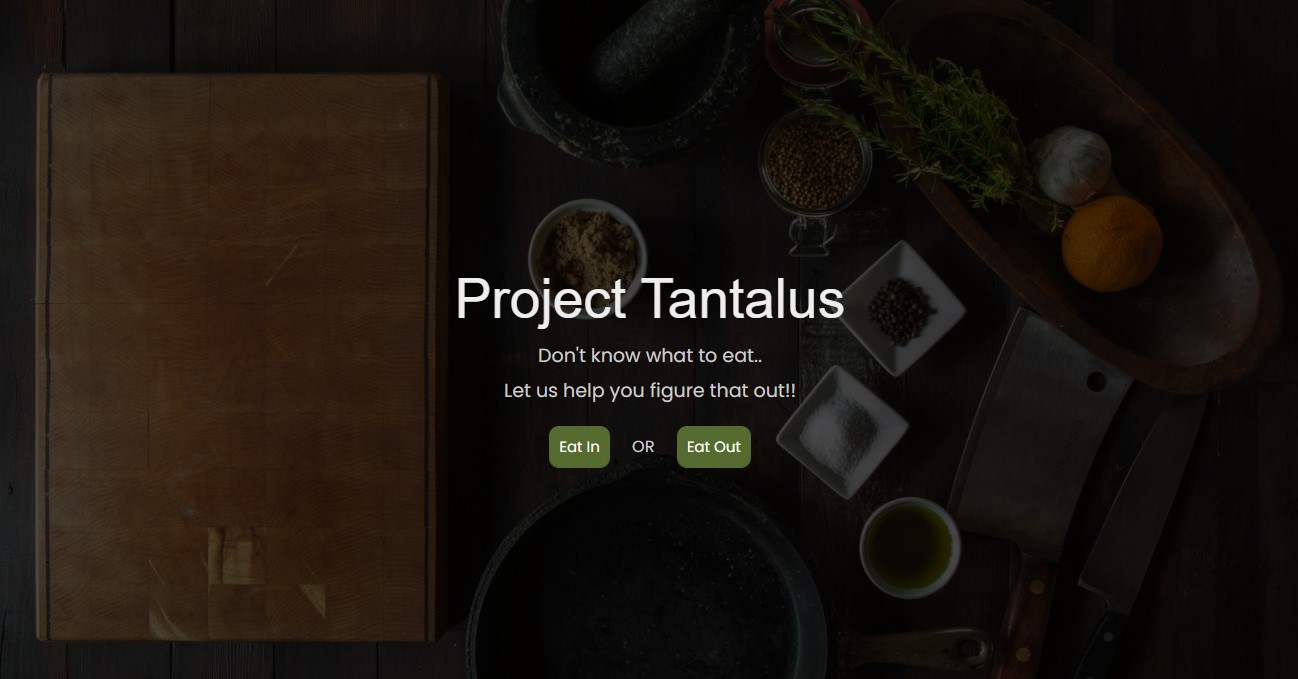 Project Tantalus
Don't know what to eat..
Let us help you figure that out!!
Eat In OR Eat Out